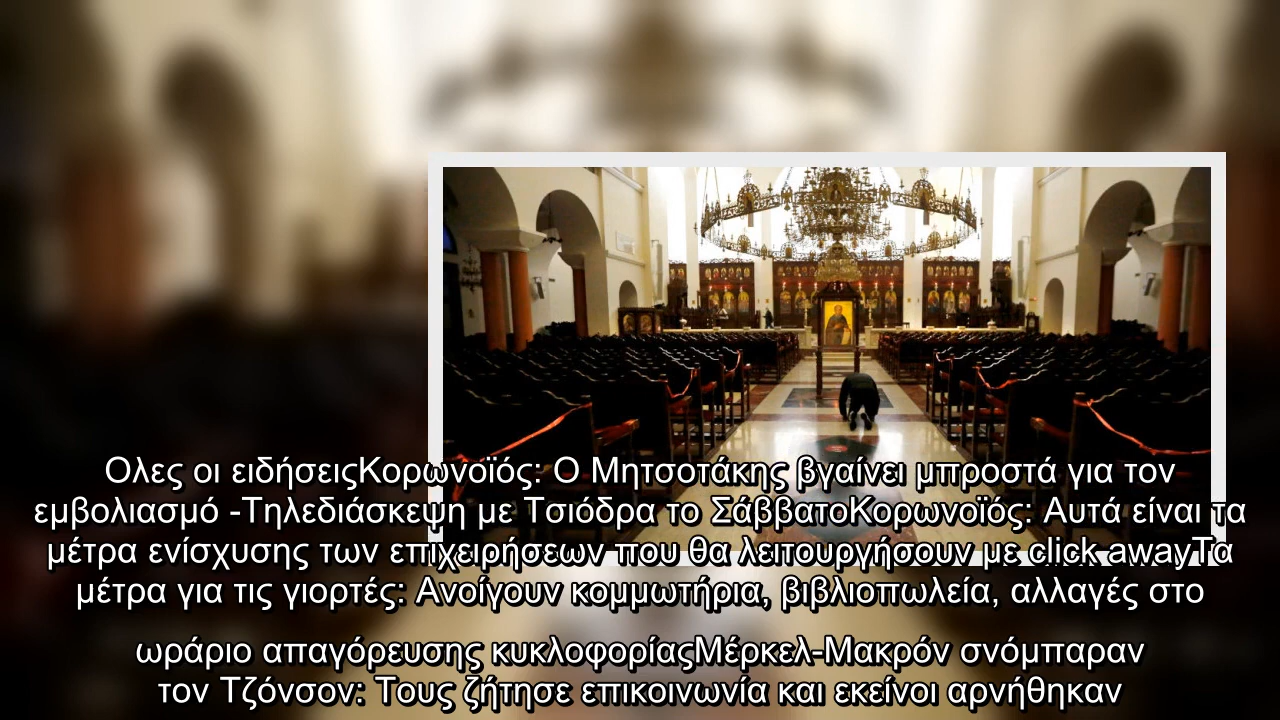 Ολες οι ειδήσειςΚορωνοϊός: Ο Μητσοτάκης βγαίνει μπροστά για τον
εμβολιασμό -Τηλεδιάσκεψη με Τσιόδρα το ΣάββατοΚορωνοϊός: Αυτά είναι τα
μέτρα ενίσχυσης των επιχειρήσεων που θα λειτουργήσουν με click awayΤα
μέτρα για τις γιορτές: Ανοίγουν κομμωτήρια, βιβλιοπωλεία, αλλαγές στο
ωράριο απαγόρευσης κυκλοφορίαςΜέρκελ-Μακρόν σνόμπαραν
τον Τζόνσον: Τους ζήτησε επικοινωνία και εκείνοι αρνήθηκαν